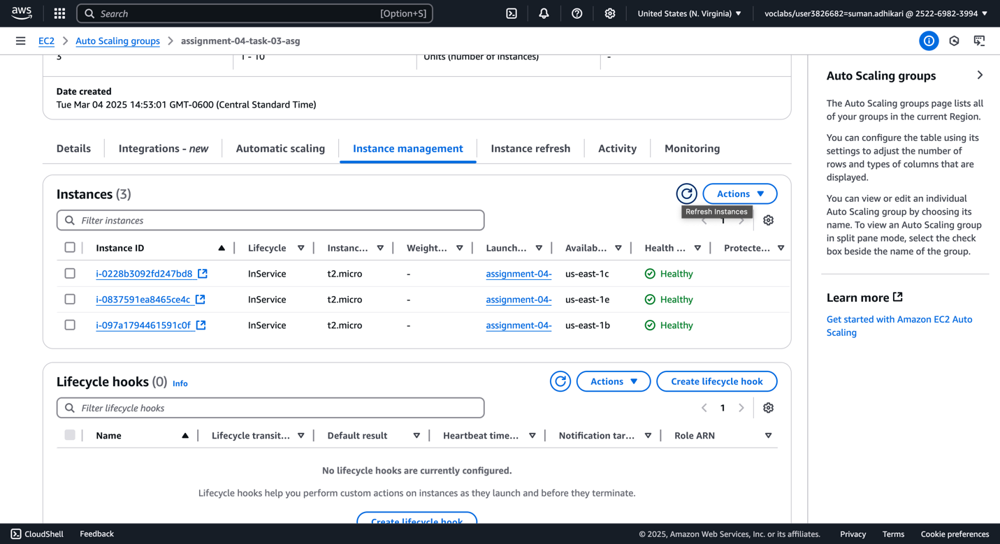 aws
Search
[Option+S]
United States (N. Virginia) ▼
voclabs/user3826682=suman.adhikari @ 2522-6982-3994 ▼
EC2 > Auto Scaling groups > assignment-04-task-03-asg
3
1 - 10
Units (number of instances)
-
Date created
Tue Mar 04 2025 14:53:01 GMT-0600 (Central Standard Time)
Details
Integrations - new
Automatic scaling
Instance management
Instance refresh
Activity
Monitoring
Instances (3)
Actions ▼
Refresh Instances
Filter instances
1
Instance ID
Lifecycle
Instanc...
Weight...
Launch...
Availab...
Health ...
Protecte...
i-0228b3092fd247bd8 InService t2.micro - assignment-04- us-east-1c Healthy
i-0837591ea8465ce4c InService t2.micro - assignment-04- us-east-1e Healthy
i-097a1794461591c0f InService t2.micro - assignment-04- us-east-1b Healthy
Lifecycle hooks (0) Info
Actions ▼
Create lifecycle hook
Filter lifecycle hooks
1
Name
Lifecycle transit...
Default result
Heartbeat time...
Notification tar...
Role ARN
No lifecycle hooks are currently configured.
Lifecycle hooks help you perform custom actions on instances as they launch and before they terminate.
Create lifecycle hook
Auto Scaling groups
The Auto Scaling groups page lists all
of your groups in the current Region.
You can configure the table using its
settings to adjust the number of
rows and types of columns that are
displayed.
You can view or edit an individual
Auto Scaling group by choosing its
name. To view an Auto Scaling group
in split pane mode, select the check
box beside the name of the group.
Learn more
Get started with Amazon EC2 Auto
Scaling
CloudShell
Feedback
© 2025, Amazon Web Services, Inc. or its affiliates.
Privacy
Terms
Cookie preferences